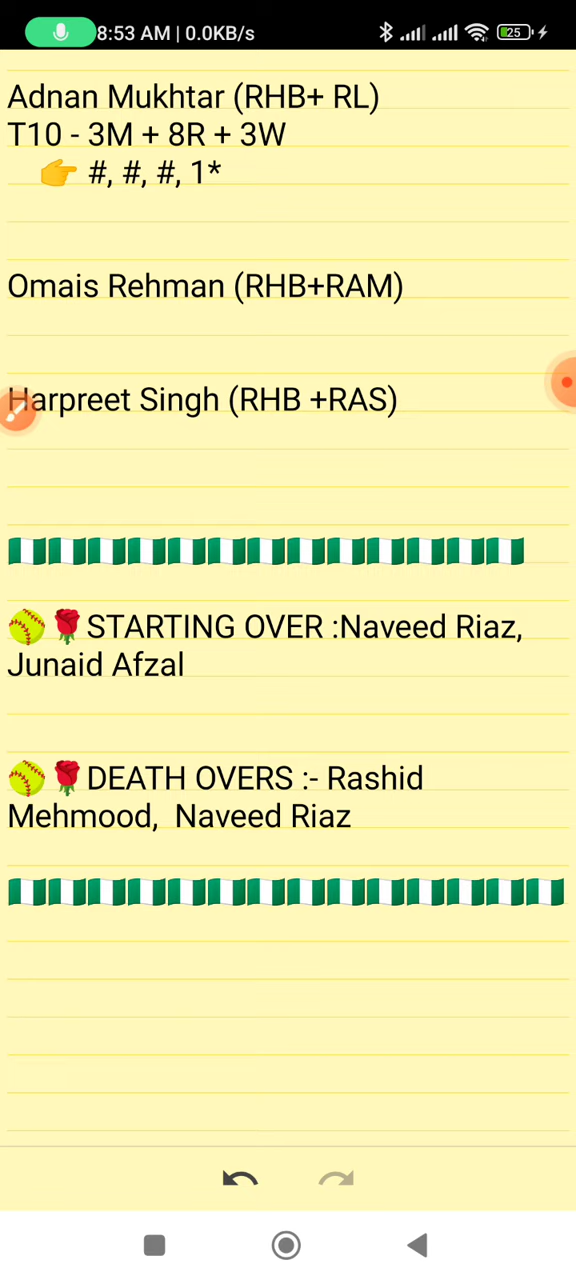 8:53 AM | 0.0KB/s
25
Adnan Mukhtar (RHB+ RL)
T10 - 3M + 8R + 3W
👉 #, #, #, 1*
Omais Rehman (RHB+RAM)
Harpreet Singh (RHB +RAS)
🇳🇬🇳🇬🇳🇬🇳🇬🇳🇬🇳🇬🇳🇬🇳🇬🇳🇬🇳🇬🇳🇬🇳🇬🇳🇬
🥎🌹STARTING OVER :Naveed Riaz,
Junaid Afzal
🥎🌹DEATH OVERS :- Rashid
Mehmood,  Naveed Riaz
🇳🇬🇳🇬🇳🇬🇳🇬🇳🇬🇳🇬🇳🇬🇳🇬🇳🇬🇳🇬🇳🇬🇳🇬🇳🇬🇳🇬